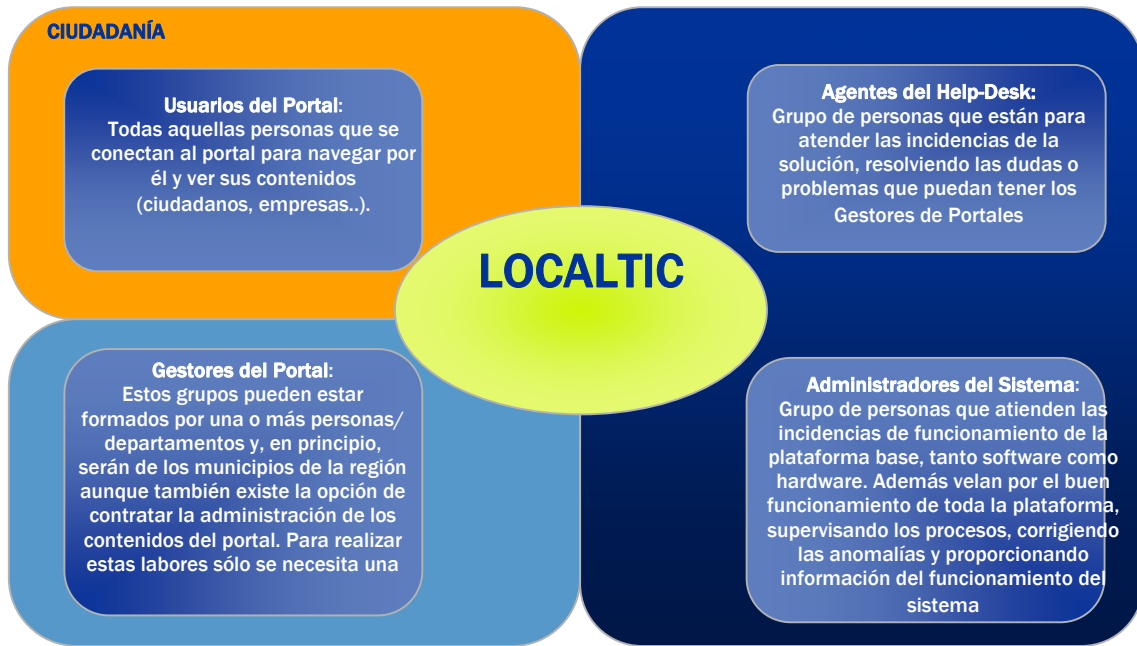 CIUDADANÍA
Usuarios del Portal:
Todas aquellas personas que se
conectan al portal para navegar por
él y ver sus contenidos
(ciudadanos, empresas..).
Agentes del Help-Desk:
Grupo de personas que están para
atender las incidencias de la
solución, resolviendo las dudas o
problemas que puedan tener los
Gestores de Portales
LOCALTIC
Gestores del Portal:
Estos grupos pueden estar
formados por una o más personas/
departamentos y, en principio,
serán de los municipios de la región
aunque también existe la opción de
contratar la administración de los
contenidos del portal. Para realizar
estas labores sólo se necesita una
Administradores del Sistema:
Grupo de personas que atienden las
incidencias de funcionamiento de la
plataforma base, tanto software como
hardware. Además velan por el buen
funcionamiento de toda la plataforma,
supervisando los procesos, corrigiendo
las anomalías y proporcionando
información del funcionamiento del
sistema